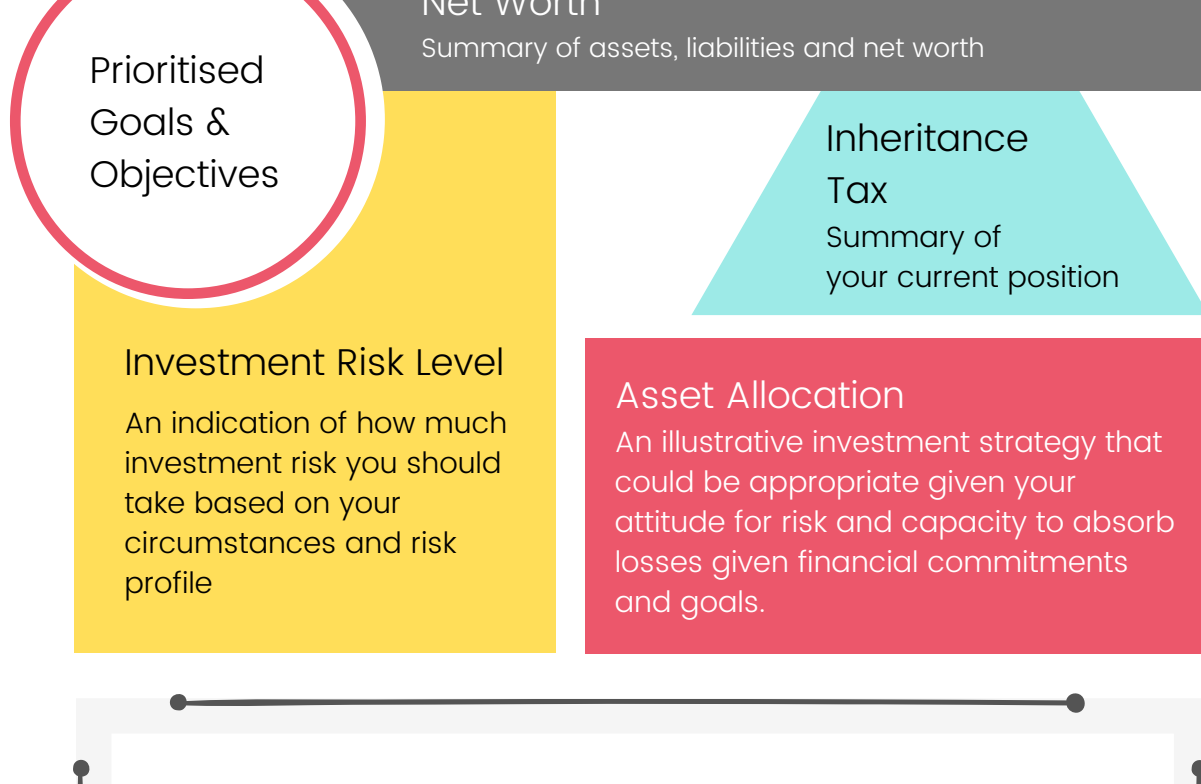 Net Worth
Summary of assets, liabilities and net worth
Prioritised
Goals &
Objectives
Inheritance
Tax
Summary of
your current position
Investment Risk Level
An indication of how much
investment risk you should
take based on your
circumstances and risk
profile
Asset Allocation
An illustrative investment strategy that
could be appropriate given your
attitude for risk and capacity to absorb
losses given financial commitments
and goals.